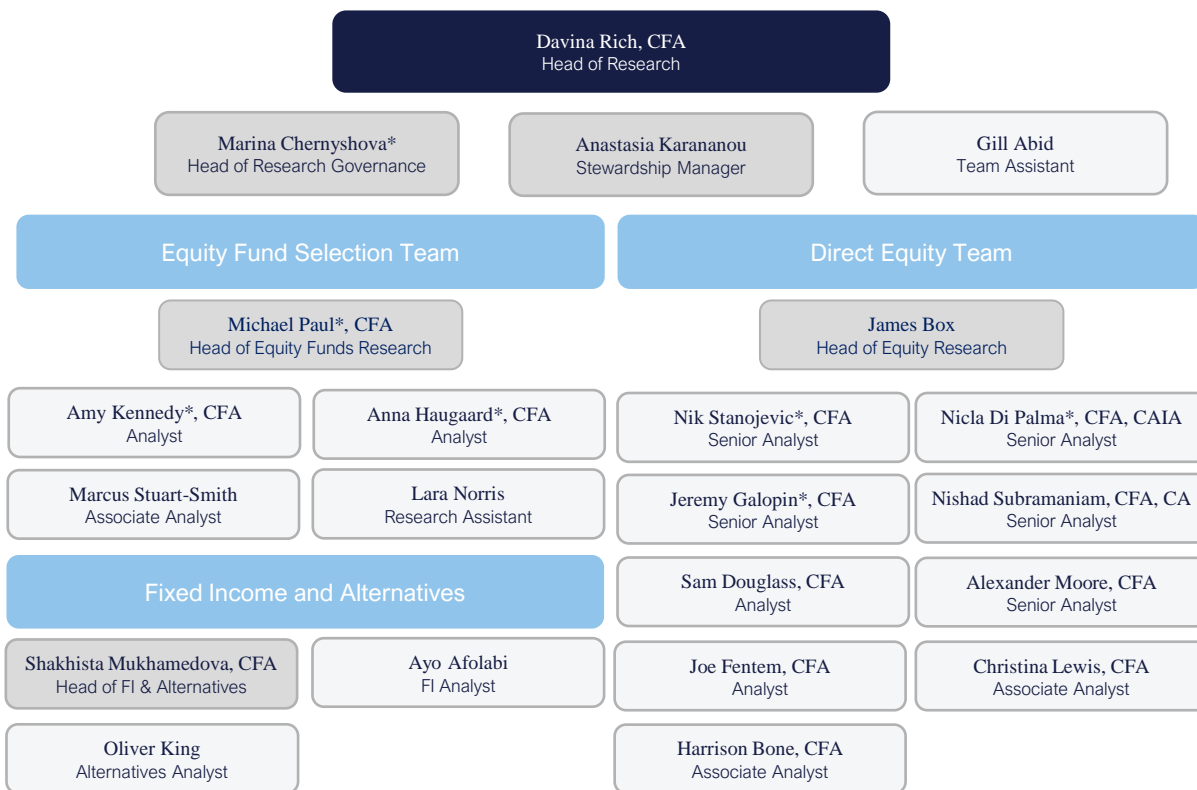 Davina Rich, CFA
Head of Research
Marina Chernyshova*
Head of Research Governance
Anastasia Karananou
Stewardship Manager
Gill Abid
Team Assistant
Equity Fund Selection Team
Michael Paul*, CFA
Head of Equity Funds Research
Amy Kennedy*, CFA
Analyst
Anna Haugaard*, CFA
Analyst
Marcus Stuart-Smith
Associate Analyst
Lara Norris
Research Assistant
Fixed Income and Alternatives
Shakhista Mukhamedova, CFA
Head of FI & Alternatives
Ayo Afolabi
FI Analyst
Oliver King
Alternatives Analyst
Direct Equity Team
James Box
Head of Equity Research
Nik Stanojevic*, CFA
Senior Analyst
Nicla Di Palma*, CFA, CAIA
Senior Analyst
Jeremy Galopin*, CFA
Senior Analyst
Nishad Subramaniam, CFA, CA
Senior Analyst
Sam Douglass, CFA
Analyst
Alexander Moore, CFA
Senior Analyst
Joe Fentem, CFA
Analyst
Christina Lewis, CFA
Associate Analyst
Harrison Bone, CFA
Associate Analyst